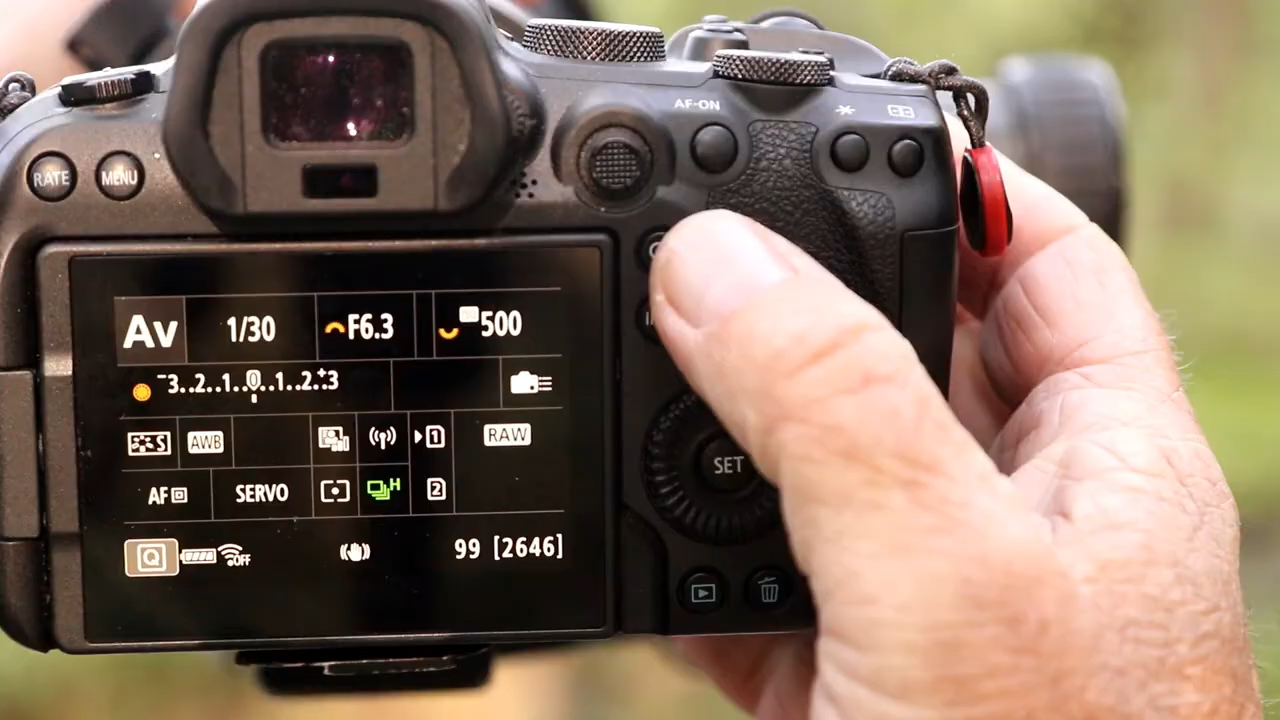 AF-ON
RATE MENU
Av 1/30 F6.3 500
-3..2..1..0..1..2..+3
S AWB 1 RAW
AF SERVO H 2
SET
Q OFF 99 [2646]